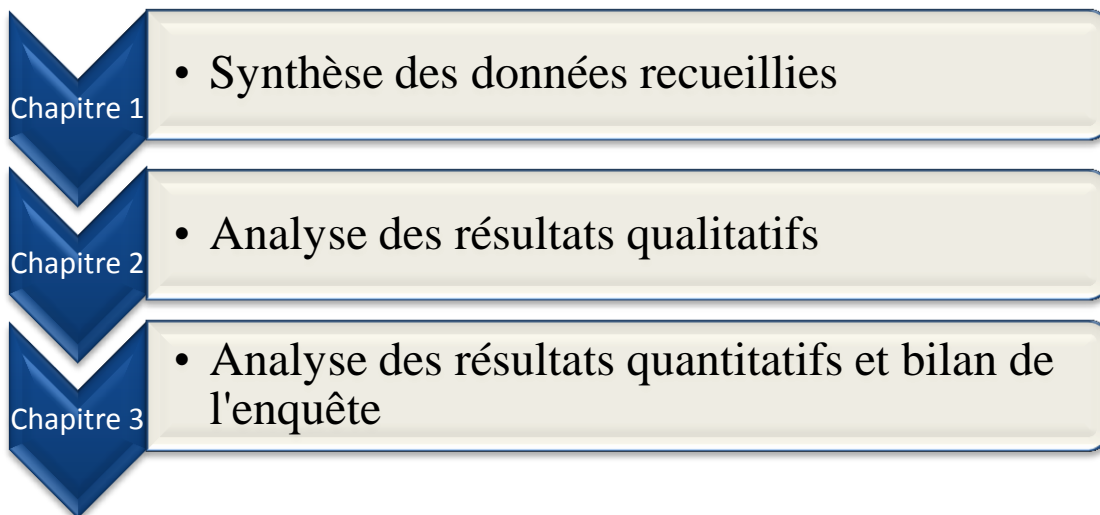 Chapitre 1
• Synthèse des données recueillies
Chapitre 2
• Analyse des résultats qualitatifs
Chapitre 3
• Analyse des résultats quantitatifs et bilan de
l'enquête